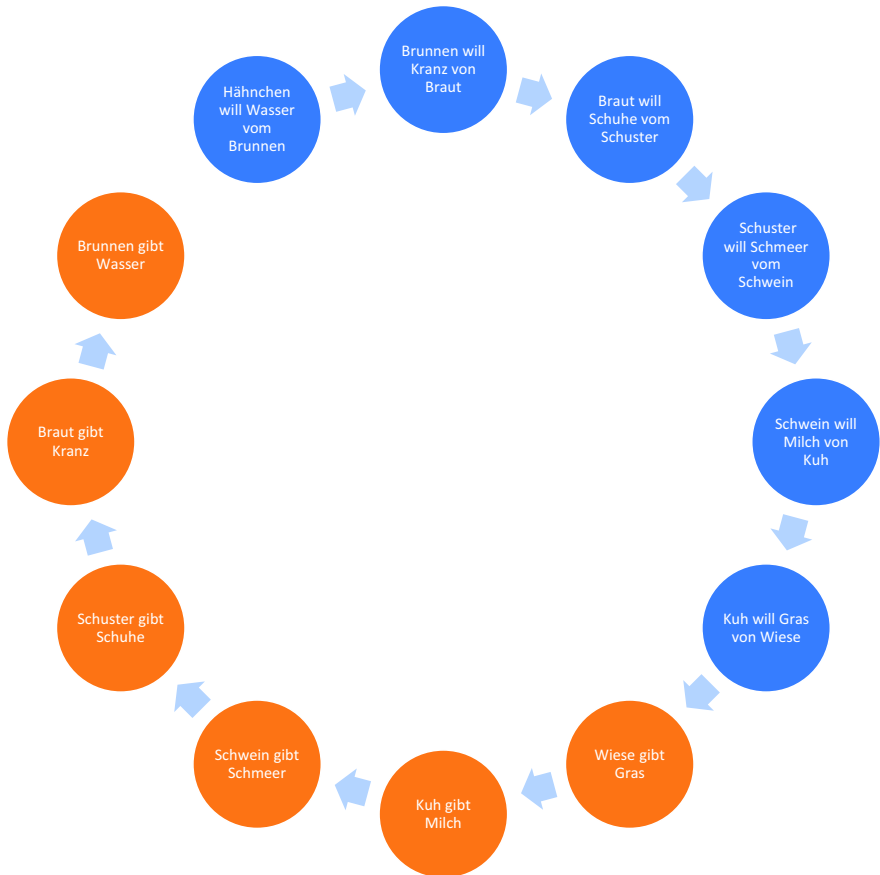 Hähnchen
will Wasser
vom
Brunnen
Brunnen will
Kranz von
Braut
Braut will
Schuhe vom
Schuster
Schuster
will Schmeer
vom
Schwein
Schwein will
Milch von
Kuh
Kuh will Gras
von Wiese
Wiese gibt
Gras
Kuh gibt
Milch
Schwein gibt
Schmeer
Schuster gibt
Schuhe
Braut gibt
Kranz
Brunnen gibt
Wasser